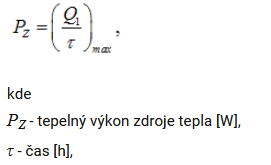 P_Z = (Q_1 / τ)_max ,
kde
P_Z - tepelný výkon zdroje tepla [W],
τ - čas [h],